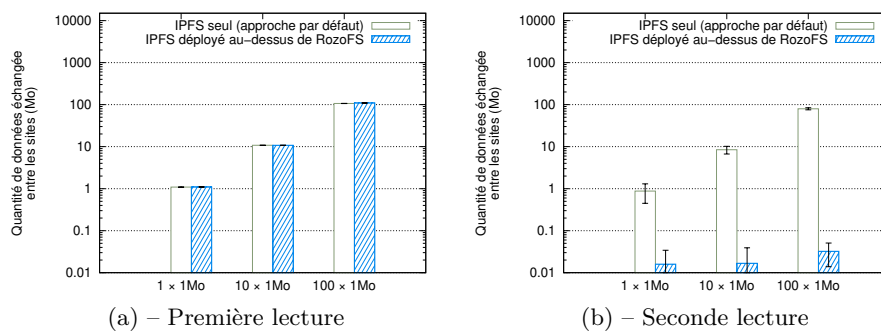 IPFS seul (approche par défaut)
IPFS déployé au-dessus de RozoFS
Quantité de données échangée
entre les sites (Mo)
10000
1000
100
10
1
0.1
0.01
1 × 1Mo 10 × 1Mo 100 × 1Mo
(a) – Première lecture
IPFS seul (approche par défaut)
IPFS déployé au-dessus de RozoFS
Quantité de données échangée
entre les sites (Mo)
10000
1000
100
10
1
0.1
0.01
1 × 1Mo 10 × 1Mo 100 × 1Mo
(b) – Seconde lecture